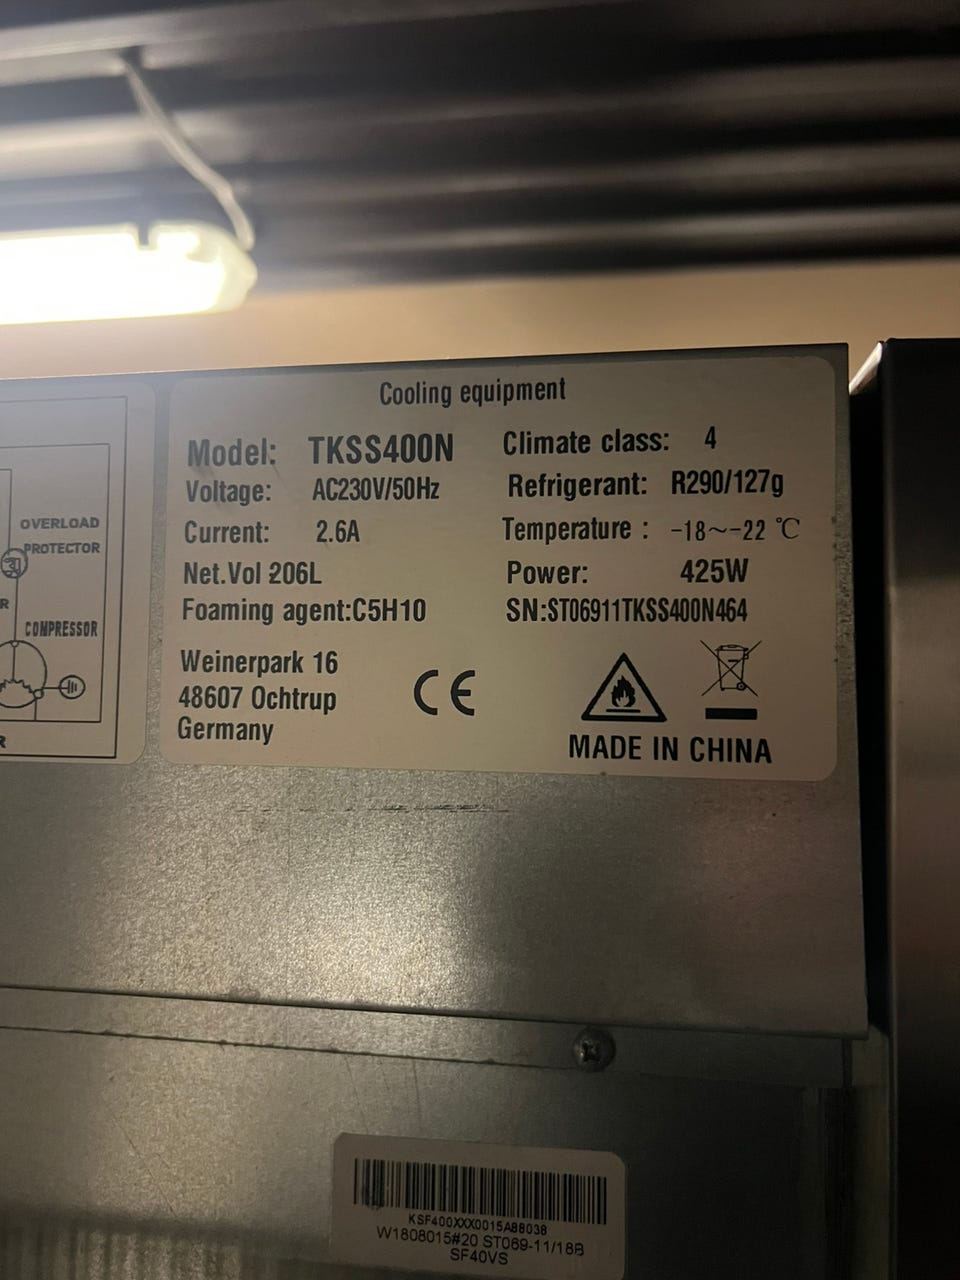 Cooling equipment
Model: TKSS400N
Voltage: AC230V/50Hz
Current: 2.6A
Net.Vol 206L
Foaming agent:C5H10
Climate class: 4
Refrigerant: R290/127g
Temperature : -18~-22 ℃
Power: 425W
SN:ST06911TKSS400N464
Weinerpark 16
48607 Ochtrup
Germany
CE
MADE IN CHINA
OVERLOAD
PROTECTOR
R
COMPRESSOR
R
KSF400XXX0015A88038
W1808015#20 ST069-11/18B
SF40VS